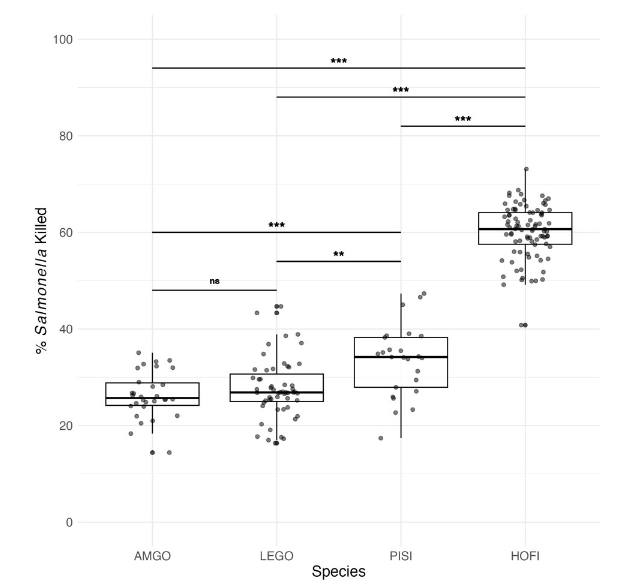 100
***
***
***
80
60
***
**
ns
40
20
0
% Salmonella Killed
AMGO LEGO PISI HOFI
Species